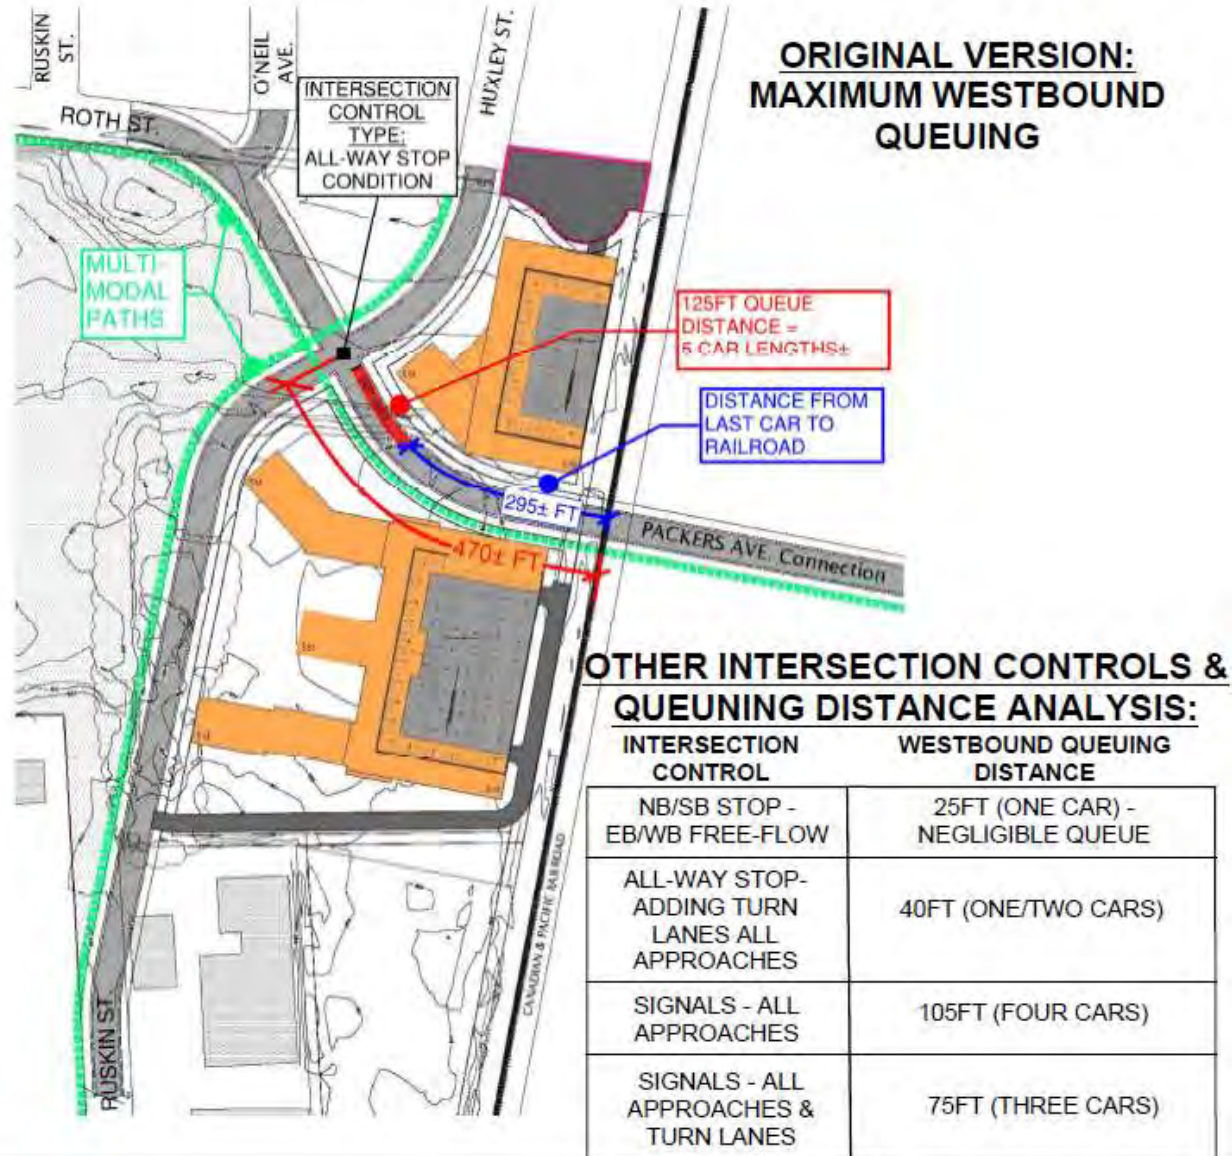 RUSKIN
ST.
O'NEIL
AVE.
HUXLEY ST.
ORIGINAL VERSION:
MAXIMUM WESTBOUND
QUEUING
ROTH ST.
INTERSECTION
CONTROL
TYPE:
ALL-WAY STOP
CONDITION
MULTI-
MODAL
PATHS
125FT QUEUE
DISTANCE =
5 CAR LENGTHS±
DISTANCE FROM
LAST CAR TO
RAILROAD
295± FT
470± FT
PACKERS AVE. Connection
OTHER INTERSECTION CONTROLS &
QUEUNING DISTANCE ANALYSIS:
INTERSECTION
CONTROL
WESTBOUND QUEUING
DISTANCE
NB/SB STOP -
EB/WB FREE-FLOW
25FT (ONE CAR) -
NEGLIGIBLE QUEUE
ALL-WAY STOP-
ADDING TURN
LANES ALL
APPROACHES
40FT (ONE/TWO CARS)
SIGNALS - ALL
APPROACHES
105FT (FOUR CARS)
SIGNALS - ALL
APPROACHES &
TURN LANES
75FT (THREE CARS)
CANADIAN & PACIFIC RAILROAD
RUSKIN ST.